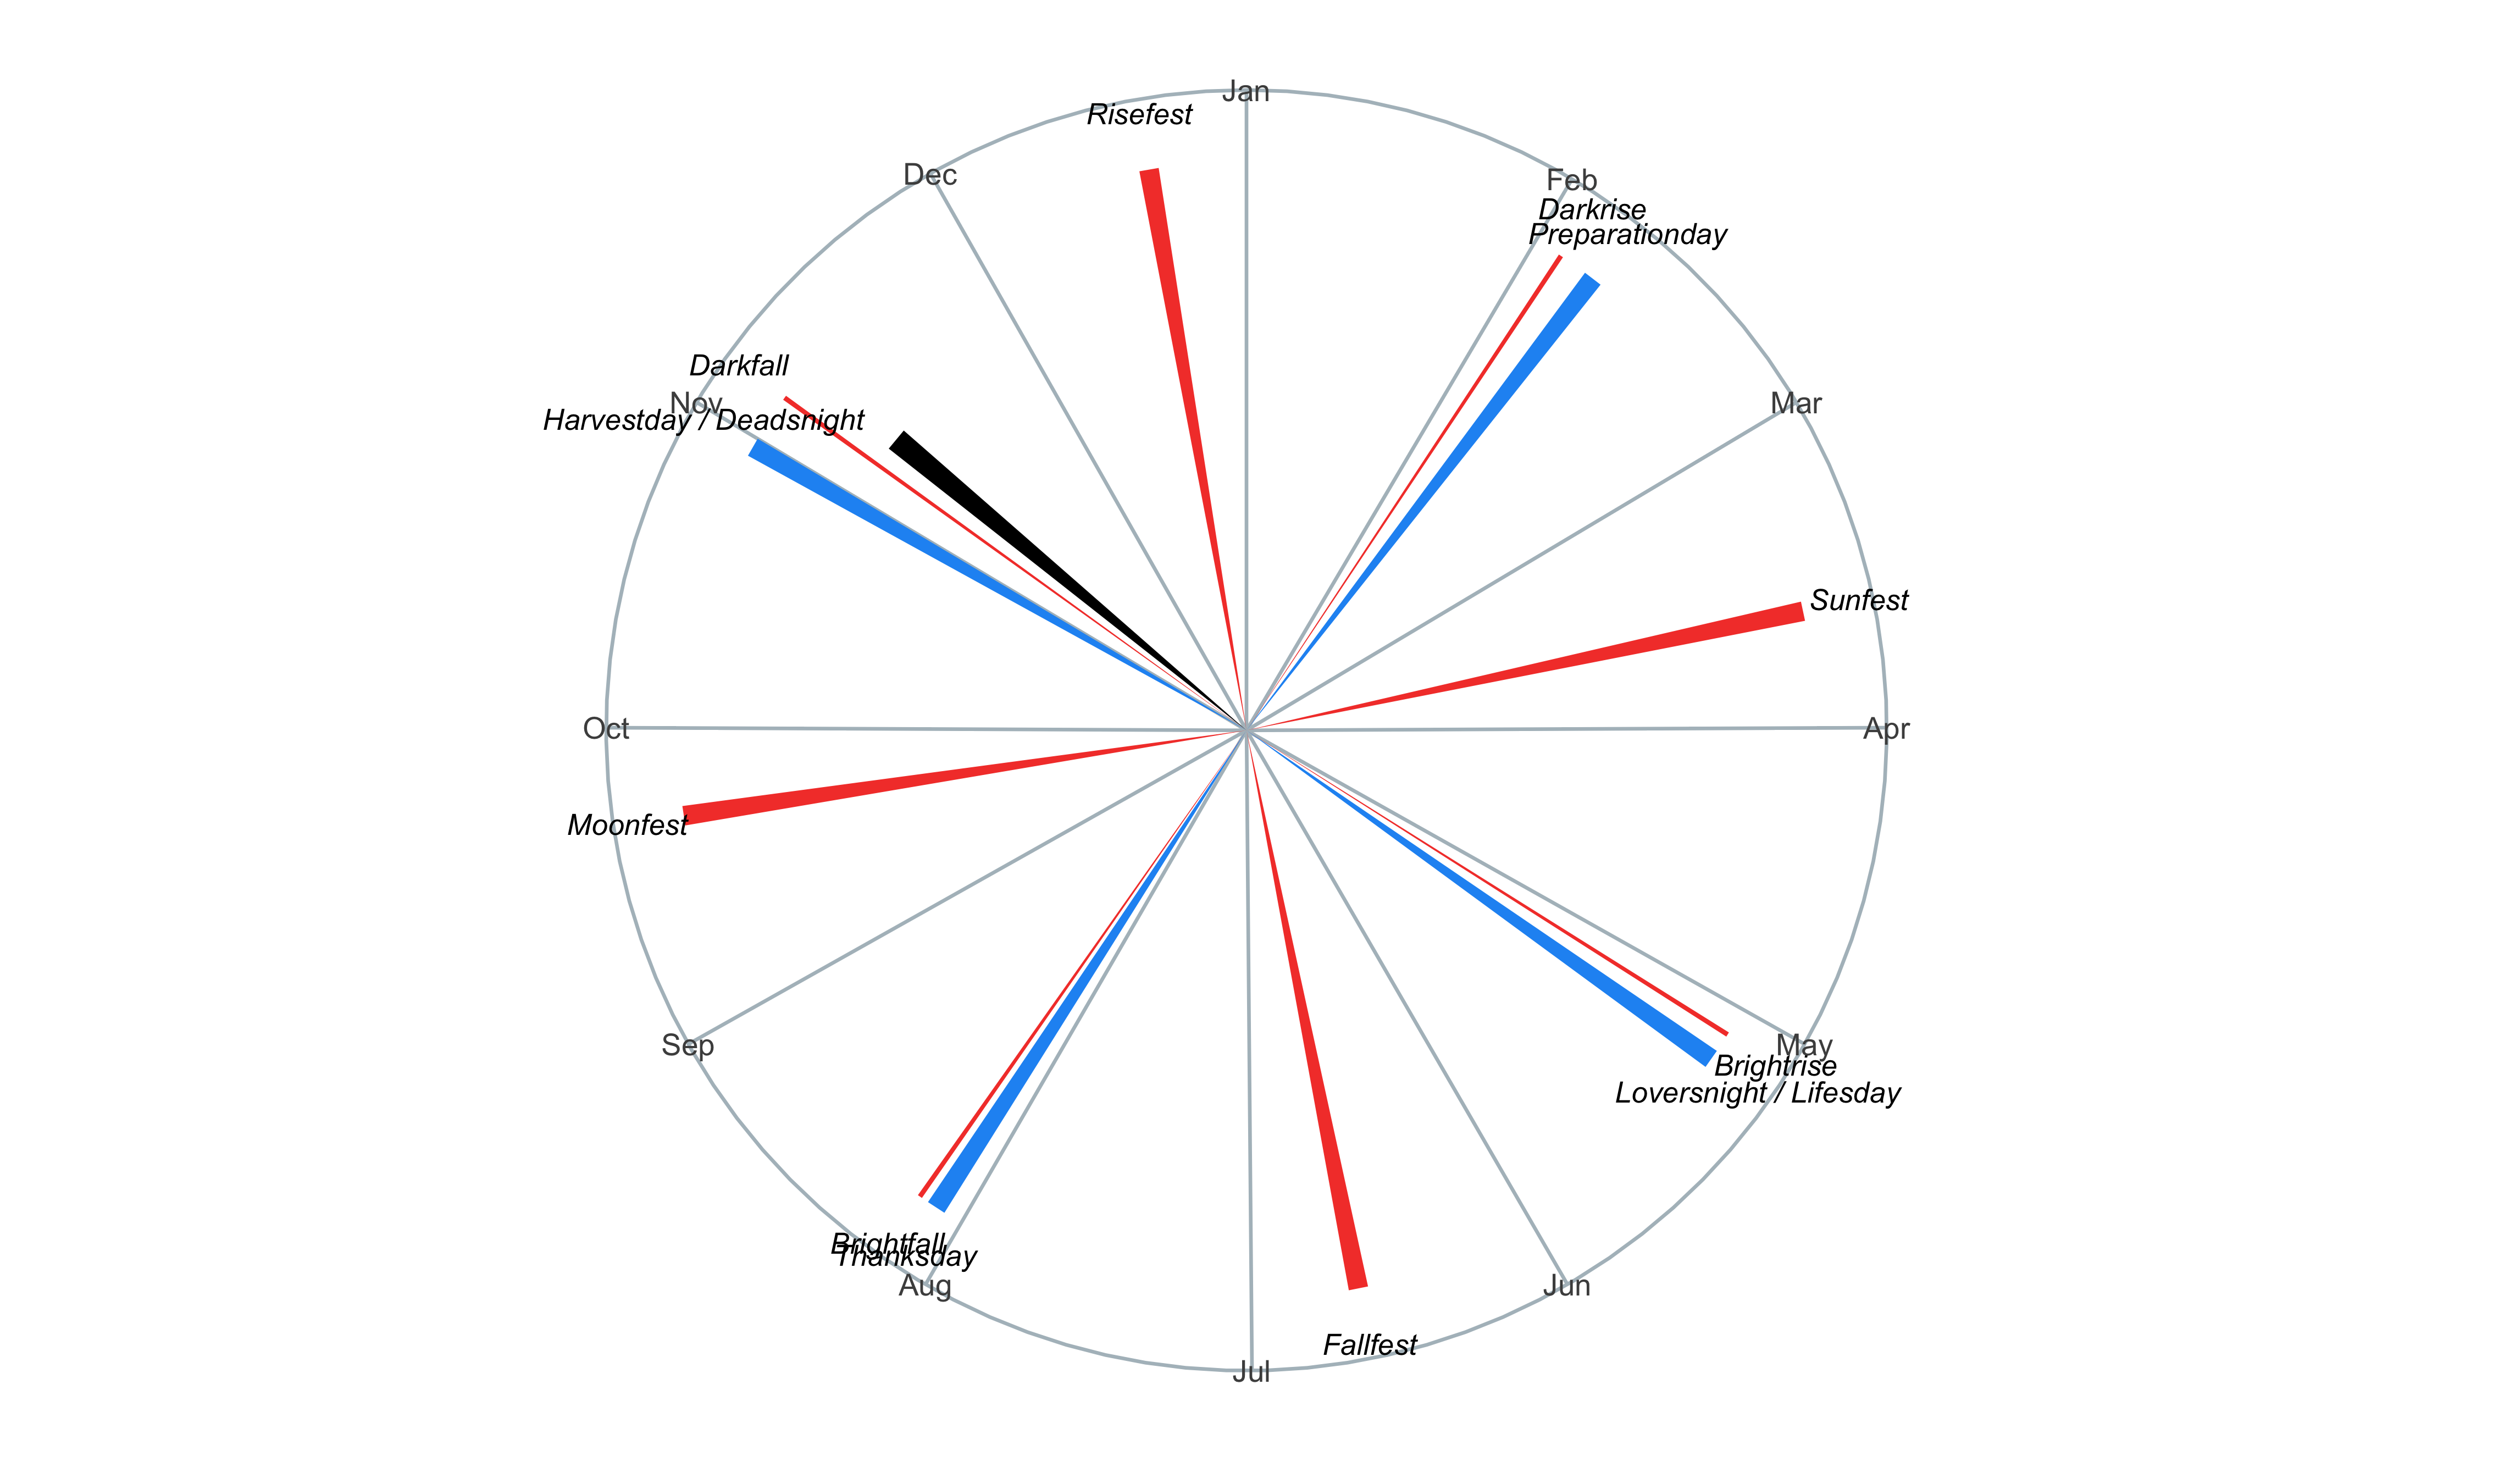 Jan
Risefest
Dec
Feb
Darkrise
Preparationday
Darkfall
Nov
Mar
Harvestday / Deadsnight
Sunfest
Oct
Apr
Moonfest
Sep
May
Brightrise
Loversnight / Lifesday
Brightfall
Thanksday
Aug
Jun
Fallfest
Jul